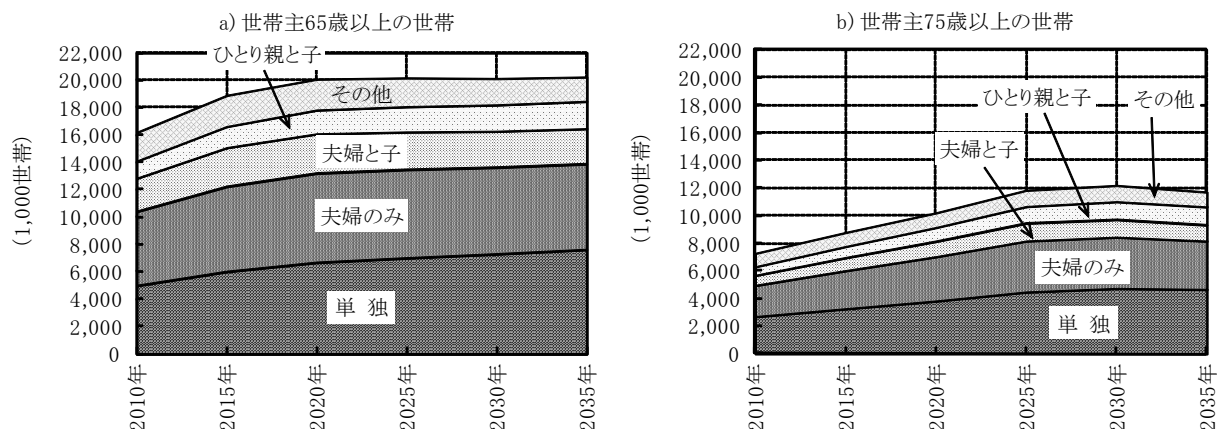 a) 世帯主65歳以上の世帯
(1,000世帯)
22,000
20,000
18,000
16,000
14,000
12,000
10,000
8,000
6,000
4,000
2,000
0
ひとり親と子
その他
夫婦と子
夫婦のみ
単 独
2010年
2015年
2020年
2025年
2030年
2035年
b) 世帯主75歳以上の世帯
(1,000世帯)
22,000
20,000
18,000
16,000
14,000
12,000
10,000
8,000
6,000
4,000
2,000
0
ひとり親と子
その他
夫婦と子
夫婦のみ
単 独
2010年
2015年
2020年
2025年
2030年
2035年